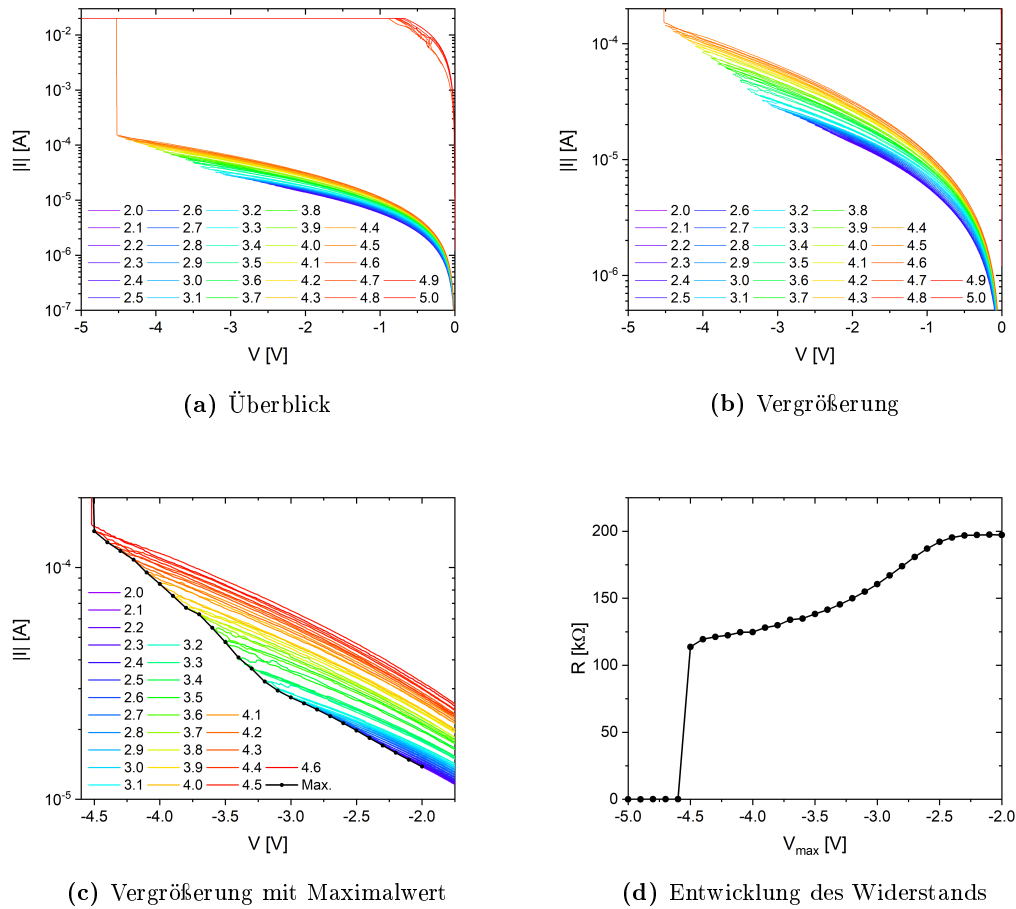 10⁻²
10⁻³
10⁻⁴
10⁻⁵
10⁻⁶
10⁻⁷
|I| [A]
2.0 2.6 3.2 3.8
2.1 2.7 3.3 3.9 4.4
2.2 2.8 3.4 4.0 4.5
2.3 2.9 3.5 4.1 4.6
2.4 3.0 3.6 4.2 4.7 4.9
2.5 3.1 3.7 4.3 4.8 5.0
-5 -4 -3 -2 -1 0
V [V]
(a) Überblick
10⁻⁴
10⁻⁵
10⁻⁶
|I| [A]
2.0 2.6 3.2 3.8
2.1 2.7 3.3 3.9 4.4
2.2 2.8 3.4 4.0 4.5
2.3 2.9 3.5 4.1 4.6
2.4 3.0 3.6 4.2 4.7 4.9
2.5 3.1 3.7 4.3 4.8 5.0
-5 -4 -3 -2 -1 0
V [V]
(b) Vergrößerung
10⁻⁴
10⁻⁵
|I| [A]
2.0
2.1
2.2
2.3 3.2
2.4 3.3
2.5 3.4
2.6 3.5
2.7 3.6 4.1
2.8 3.7 4.2
2.9 3.8 4.3
3.0 3.9 4.4 4.6
3.1 4.0 4.5 Max.
-4.5 -4.0 -3.5 -3.0 -2.5 -2.0
V [V]
(c) Vergrößerung mit Maximalwert
200
150
100
50
0
R [kΩ]
-5.0 -4.5 -4.0 -3.5 -3.0 -2.5 -2.0
Vmax [V]
(d) Entwicklung des Widerstands